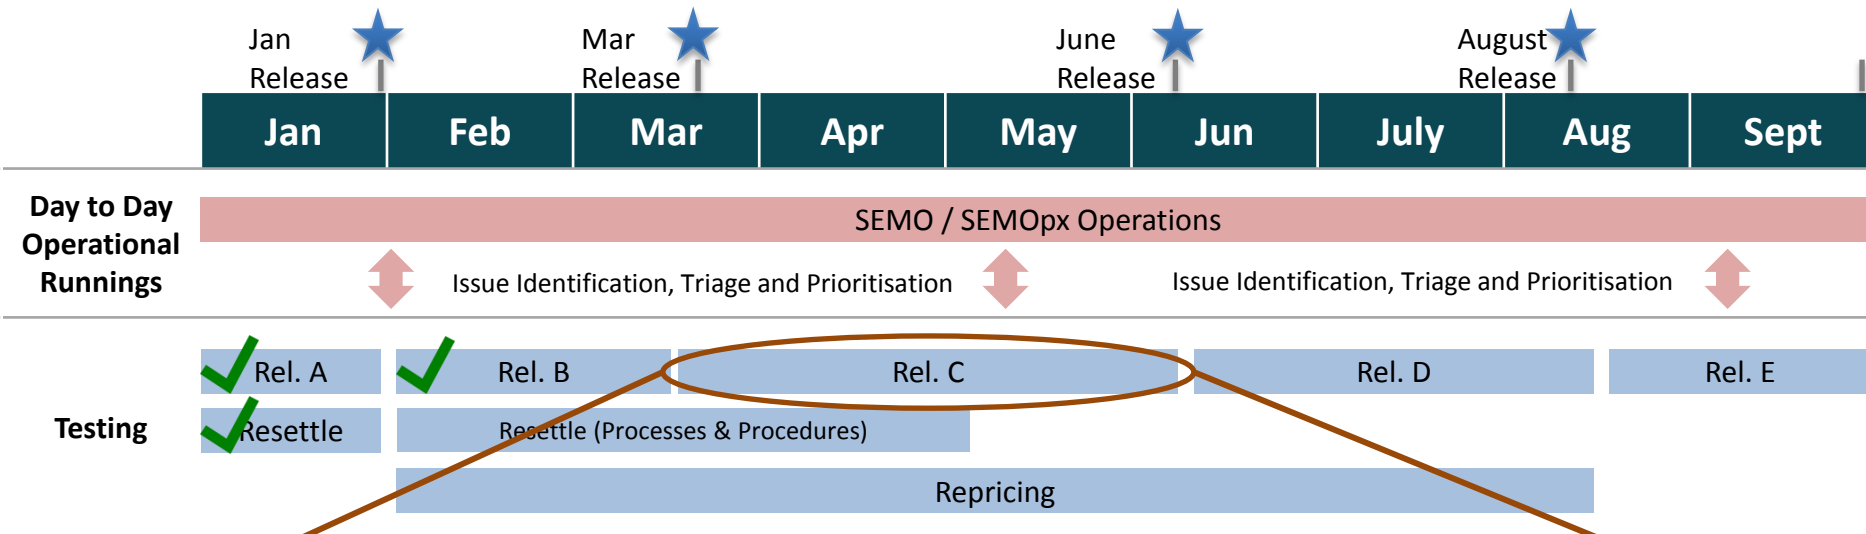 Jan
Release
Mar
Release
June
Release
August
Release
Jan Feb Mar Apr May Jun July Aug Sept
Day to Day
Operational
Runnings
SEMO / SEMOpx Operations
Issue Identification, Triage and Prioritisation
Issue Identification, Triage and Prioritisation
Testing
Rel. A
Rel. B
Rel. C
Rel. D
Rel. E
Resettle
Resettle (Processes & Procedures)
Repricing